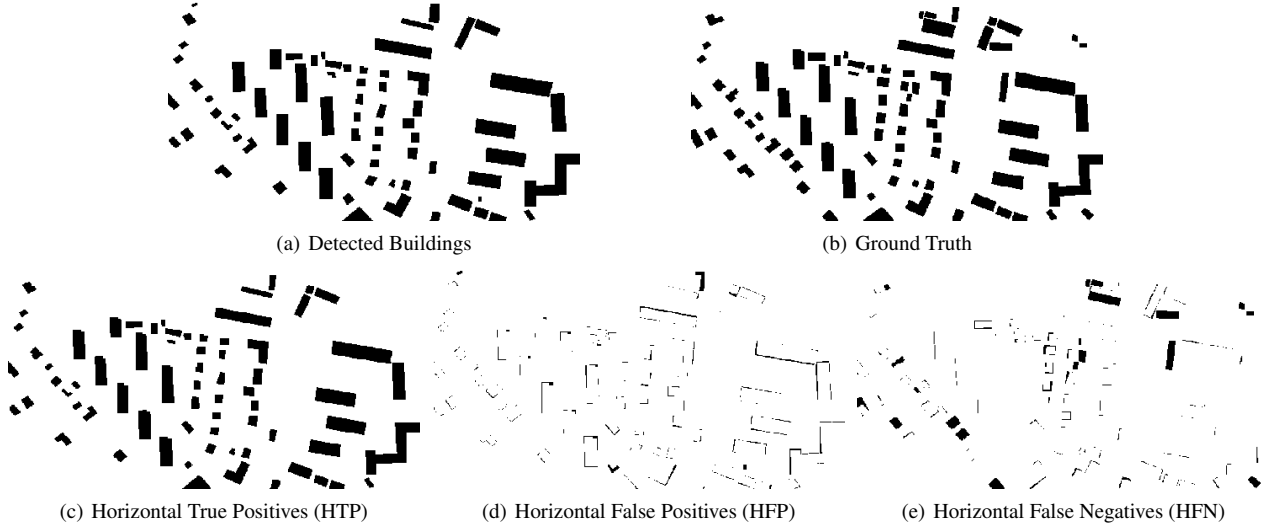 (a) Detected Buildings
(b) Ground Truth
(c) Horizontal True Positives (HTP)
(d) Horizontal False Positives (HFP)
(e) Horizontal False Negatives (HFN)